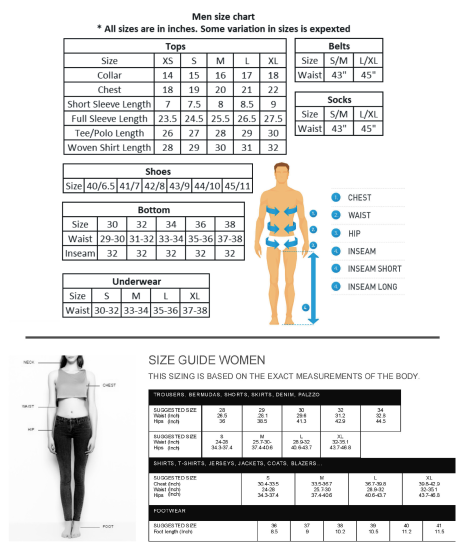 Men size chart
* All sizes are in inches. Some variation in sizes is expexted
Tops
Size XS S M L XL
Collar 14 15 16 17 18
Chest 18 19 20 21 22
Short Sleeve Length 7 7.5 8 8.5 9
Full Sleeve Length 23.5 24.5 25.5 26.5 27.5
Tee/Polo Length 26 27 28 29 30
Woven Shirt Length 28 29 30 31 32
Belts
Size S/M L/XL
Waist 43" 45"
Socks
Size S/M L/XL
Waist 43" 45"
Shoes
Size 40/6.5 41/7 42/8 43/9 44/10 45/11
Bottom
Size 30 32 34 36 38
Waist 29-30 31-32 33-34 35-36 37-38
Inseam 32 32 32 32 32
Underwear
Size S M L XL
Waist 30-32 33-34 35-36 37-38
CHEST
WAIST
HIP
INSEAM
INSEAM SHORT
INSEAM LONG
NECK
CHEST
WAIST
HIP
FOOT
SIZE GUIDE WOMEN
THIS SIZING IS BASED ON THE EXACT MEASUREMENTS OF THE BODY.
TROUSERS, BERMUDAS, SHORTS, SKIRTS, DENIM, PALZZO
SUGGESTED SIZE 28 29 30 32 34
Waist (inch) 26.5 28.1 29.6 31.2 32.8
Hips (inch) 36 38.5 41.3 42.9 44.5
SUGGESTED SIZE S M L XL
Waist (inch) 24-28 25.7-30- 28.9-32 32-35.1
Hips (inch) 34.3-37.4 37.4-40.6 40.6-43.7 43.7-46.8
SHIRTS, T-SHIRTS, JERSEYS, JACKETS, COATS, BLAZERS...
SUGGESTED SIZE S M L XL
Chest (inch) 30.4-33.5 33.5-36.7 36.7-39.8 39.8-42.9
Waist (inch) 24-28 25.7-30 28.9-32 32-35.1
Hips (inch) 34.3-37.4 37.4-40.6 40.6-43.7 43.7-46.8
FOOTWEAR
SUGGESTED SIZE 36 37 38 39 40 41
Foot length (inch) 8.5 9 10.2 10.5 11.2 11.5